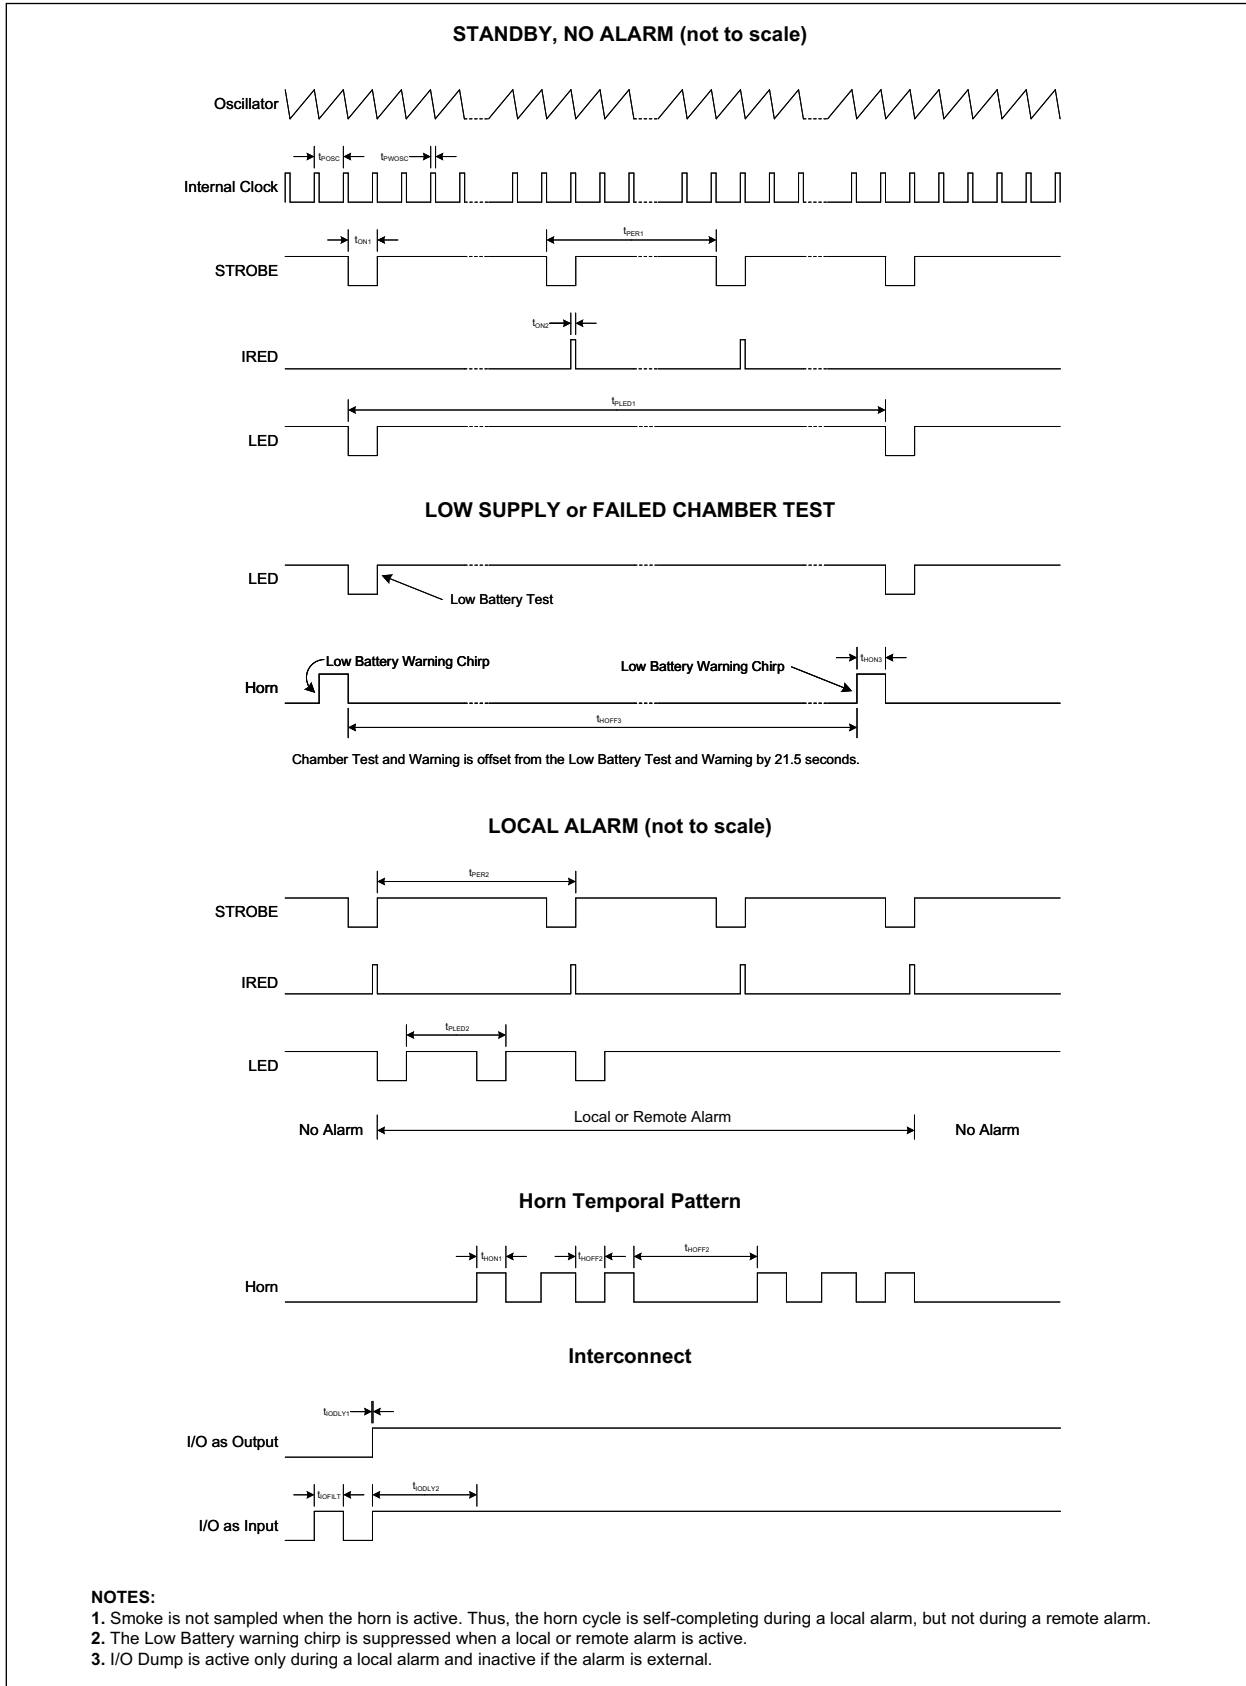 STANDBY, NO ALARM (not to scale)
Oscillator
tPOSC
tPWOSC
Internal Clock
tON1
tPER1
STROBE
tON2
IRED
tPLED1
LED
LOW SUPPLY or FAILED CHAMBER TEST
LED
Low Battery Test
Low Battery Warning Chirp
Low Battery Warning Chirp
tHON3
Horn
tHOFF3
Chamber Test and Warning is offset from the Low Battery Test and Warning by 21.5 seconds.
LOCAL ALARM (not to scale)
tPER2
STROBE
IRED
tPLED2
LED
No Alarm
Local or Remote Alarm
No Alarm
Horn Temporal Pattern
tHON1
tHOFF2
tHOFF2
Horn
Interconnect
tIODLY1
I/O as Output
tIOFILT
tIODLY2
I/O as Input
NOTES:
1. Smoke is not sampled when the horn is active. Thus, the horn cycle is self-completing during a local alarm, but not during a remote alarm.
2. The Low Battery warning chirp is suppressed when a local or remote alarm is active.
3. I/O Dump is active only during a local alarm and inactive if the alarm is external.